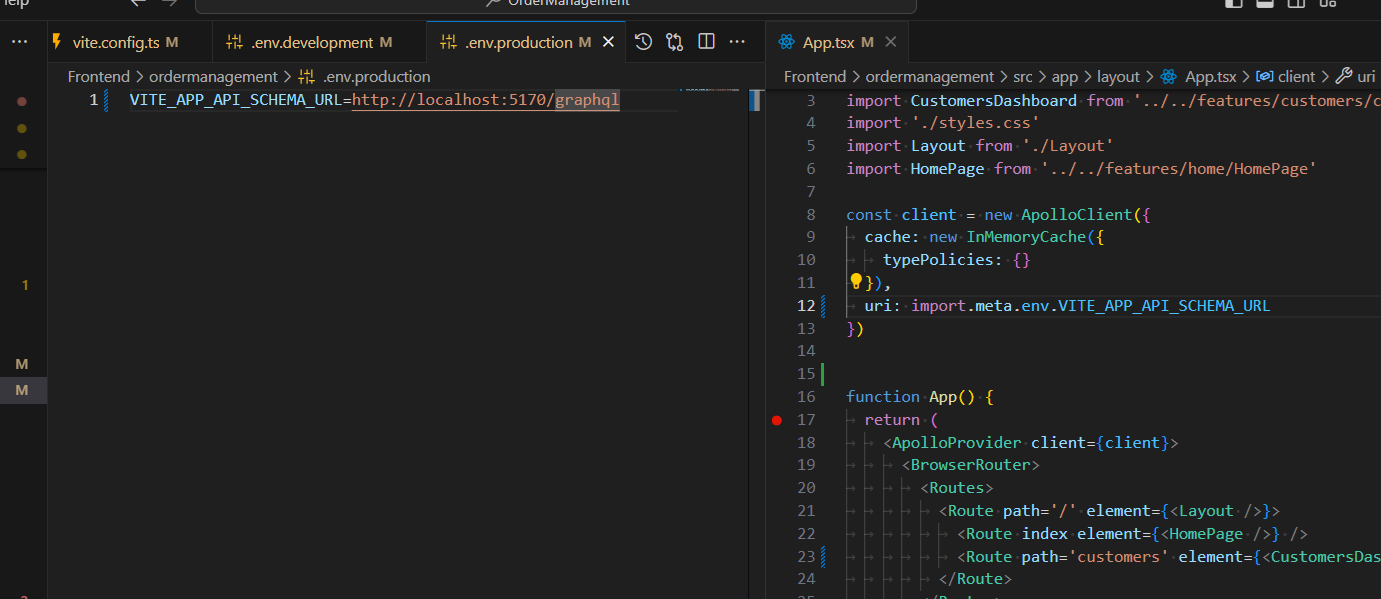 OrderManagement
vite.config.ts M
.env.development M
.env.production M
App.tsx M
Frontend > ordermanagement > .env.production
1 VITE_APP_API_SCHEMA_URL=http://localhost:5170/graphql
1
M
M
Frontend > ordermanagement > src > app > layout > App.tsx > client > uri
3 import CustomersDashboard from '../../features/customers/c
4 import './styles.css'
5 import Layout from './Layout'
6 import HomePage from '../../features/home/HomePage'
7
8 const client = new ApolloClient({
9 cache: new InMemoryCache({
10 typePolicies: {}
11 }),
12 uri: import.meta.env.VITE_APP_API_SCHEMA_URL
13 })
14
15
16 function App() {
17 return (
18 <ApolloProvider client={client}>
19 <BrowserRouter>
20 <Routes>
21 <Route path='/' element={<Layout />}>
22 <Route index element={<HomePage />} />
23 <Route path='customers' element={<CustomersDas
24 </Route>